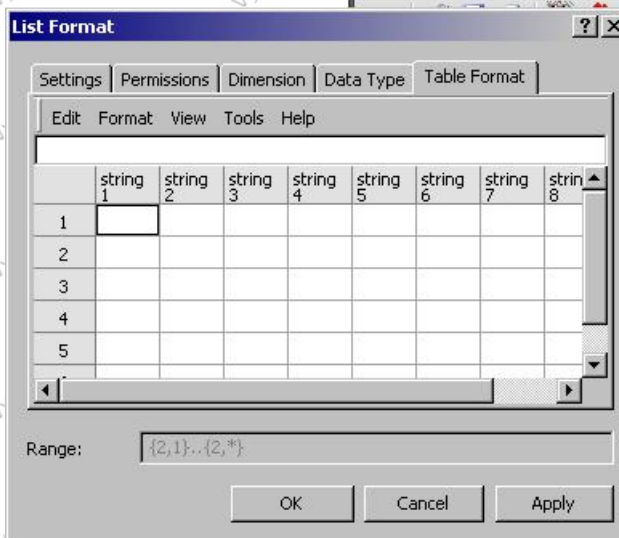 List Format
Settings Permissions Dimension Data Type Table Format
Edit Format View Tools Help
string string string string string string string strin
1 2 3 4 5 6 7 8
1
2
3
4
5
Range: {2,1}..{2,*}
OK Cancel Apply